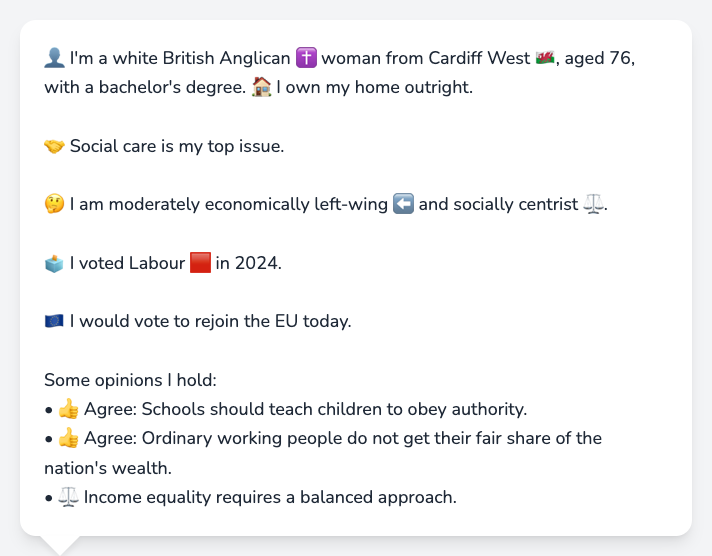 👤 I'm a white British Anglican ✝️ woman from Cardiff West 🏴󠁧󠁢󠁷󠁬󠁳󠁿, aged 76,
with a bachelor's degree. 🏠 I own my home outright.
🤝 Social care is my top issue.
🤔 I am moderately economically left-wing ⬅️ and socially centrist ⚖️.
🗳️ I voted Labour 🟥 in 2024.
🇪🇺 I would vote to rejoin the EU today.
Some opinions I hold:
• 👍 Agree: Schools should teach children to obey authority.
• 👍 Agree: Ordinary working people do not get their fair share of the
nation's wealth.
• ⚖️ Income equality requires a balanced approach.